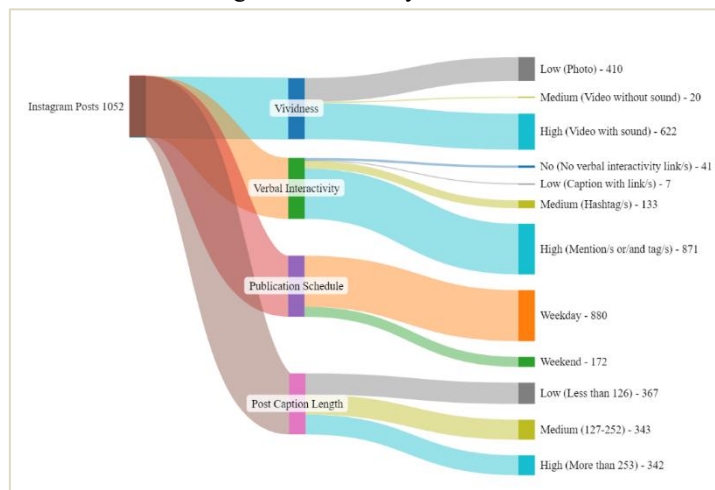 Instagram Posts 1052
Vividness
Low (Photo) - 410
Medium (Video without sound) - 20
High (Video with sound) - 622
Verbal Interactivity
No (No verbal interactivity link/s) - 41
Low (Caption with link/s) - 7
Medium (Hashtag/s) - 133
High (Mention/s or/and tag/s) - 871
Publication Schedule
Weekday - 880
Weekend - 172
Post Caption Length
Low (Less than 126) - 367
Medium (127-252) - 343
High (More than 253) - 342